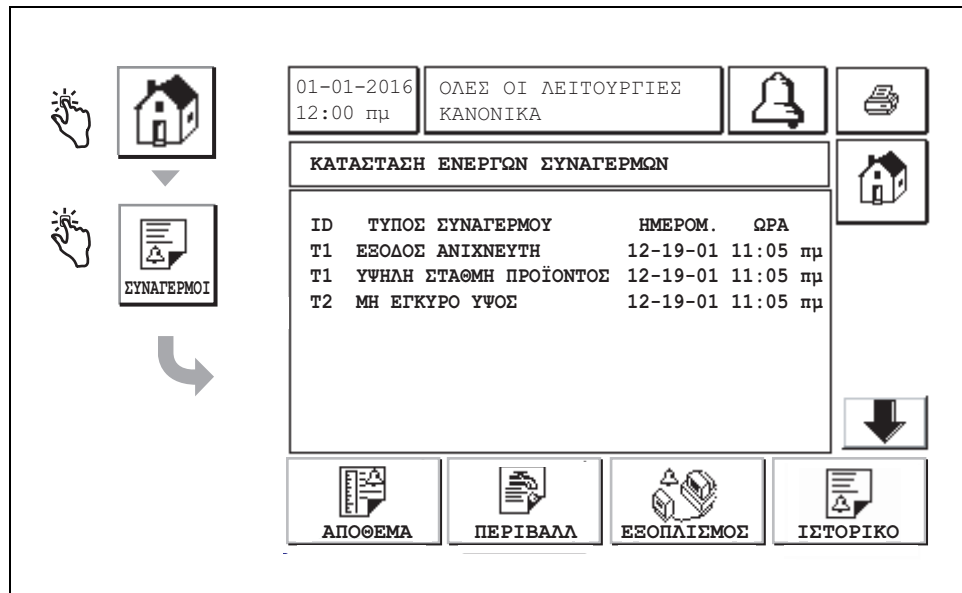 ΣΥΝΑΓΕΡΜΟΙ
01-01-2016
12:00 πμ
ΟΛΕΣ ΟΙ ΛΕΙΤΟΥΡΓΙΕΣ
ΚΑΝΟΝΙΚΑ
ΚΑΤΑΣΤΑΣΗ ΕΝΕΡΓΩΝ ΣΥΝΑΓΕΡΜΩΝ
ID ΤΥΠΟΣ ΣΥΝΑΓΕΡΜΟΥ ΗΜΕΡΟΜ. ΩΡΑ
T1 ΕΞΟΔΟΣ ΑΝΙΧΝΕΥΤΗ 12-19-01 11:05 πμ
T1 ΥΨΗΛΗ ΣΤΑΘΜΗ ΠΡΟΪΟΝΤΟΣ 12-19-01 11:05 πμ
T2 ΜΗ ΕΓΚΥΡΟ ΥΨΟΣ 12-19-01 11:05 πμ
ΑΠΟΘΕΜΑ
ΠΕΡΙΒΑΛΛ
ΕΞΟΠΛΙΣΜΟΣ
ΙΣΤΟΡΙΚΟ